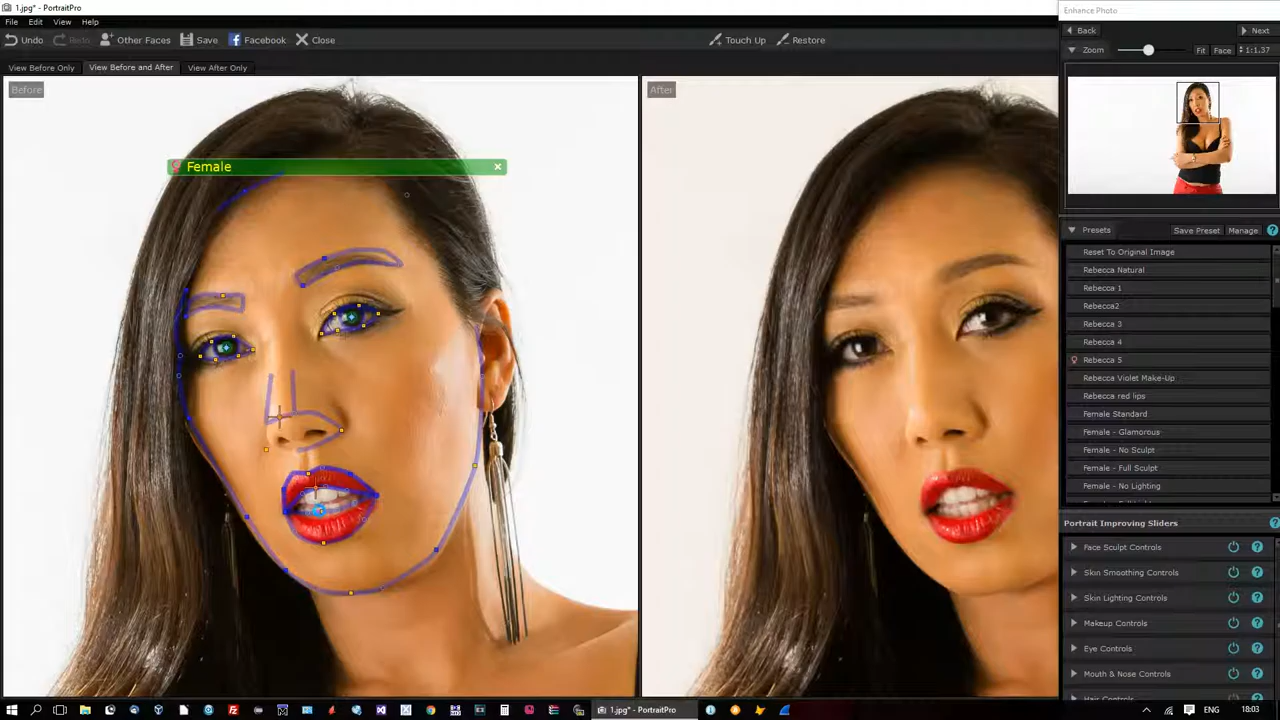 1.jpg* - PortraitPro
File Edit View Help
Undo Redo Other Faces Save Facebook Close Touch Up Restore
View Before Only View Before and After View After Only
Before
Female
After
Enhance Photo
Back Next
Zoom Fit Face 1:1.37
Presets Save Preset Manage ?
Reset To Original Image
Rebecca Natural
Rebecca 1
Rebecca2
Rebecca 3
Rebecca 4
Rebecca 5
Rebecca Violet Make-Up
Rebecca red lips
Female Standard
Female - Glamorous
Female - No Sculpt
Female - Full Sculpt
Female - No Lighting
Portrait Improving Sliders ?
Face Sculpt Controls ?
Skin Smoothing Controls ?
Skin Lighting Controls ?
Makeup Controls ?
Eye Controls ?
Mouth & Nose Controls ?
Hair Controls
1.jpg* - PortraitPro
ENG 18:03